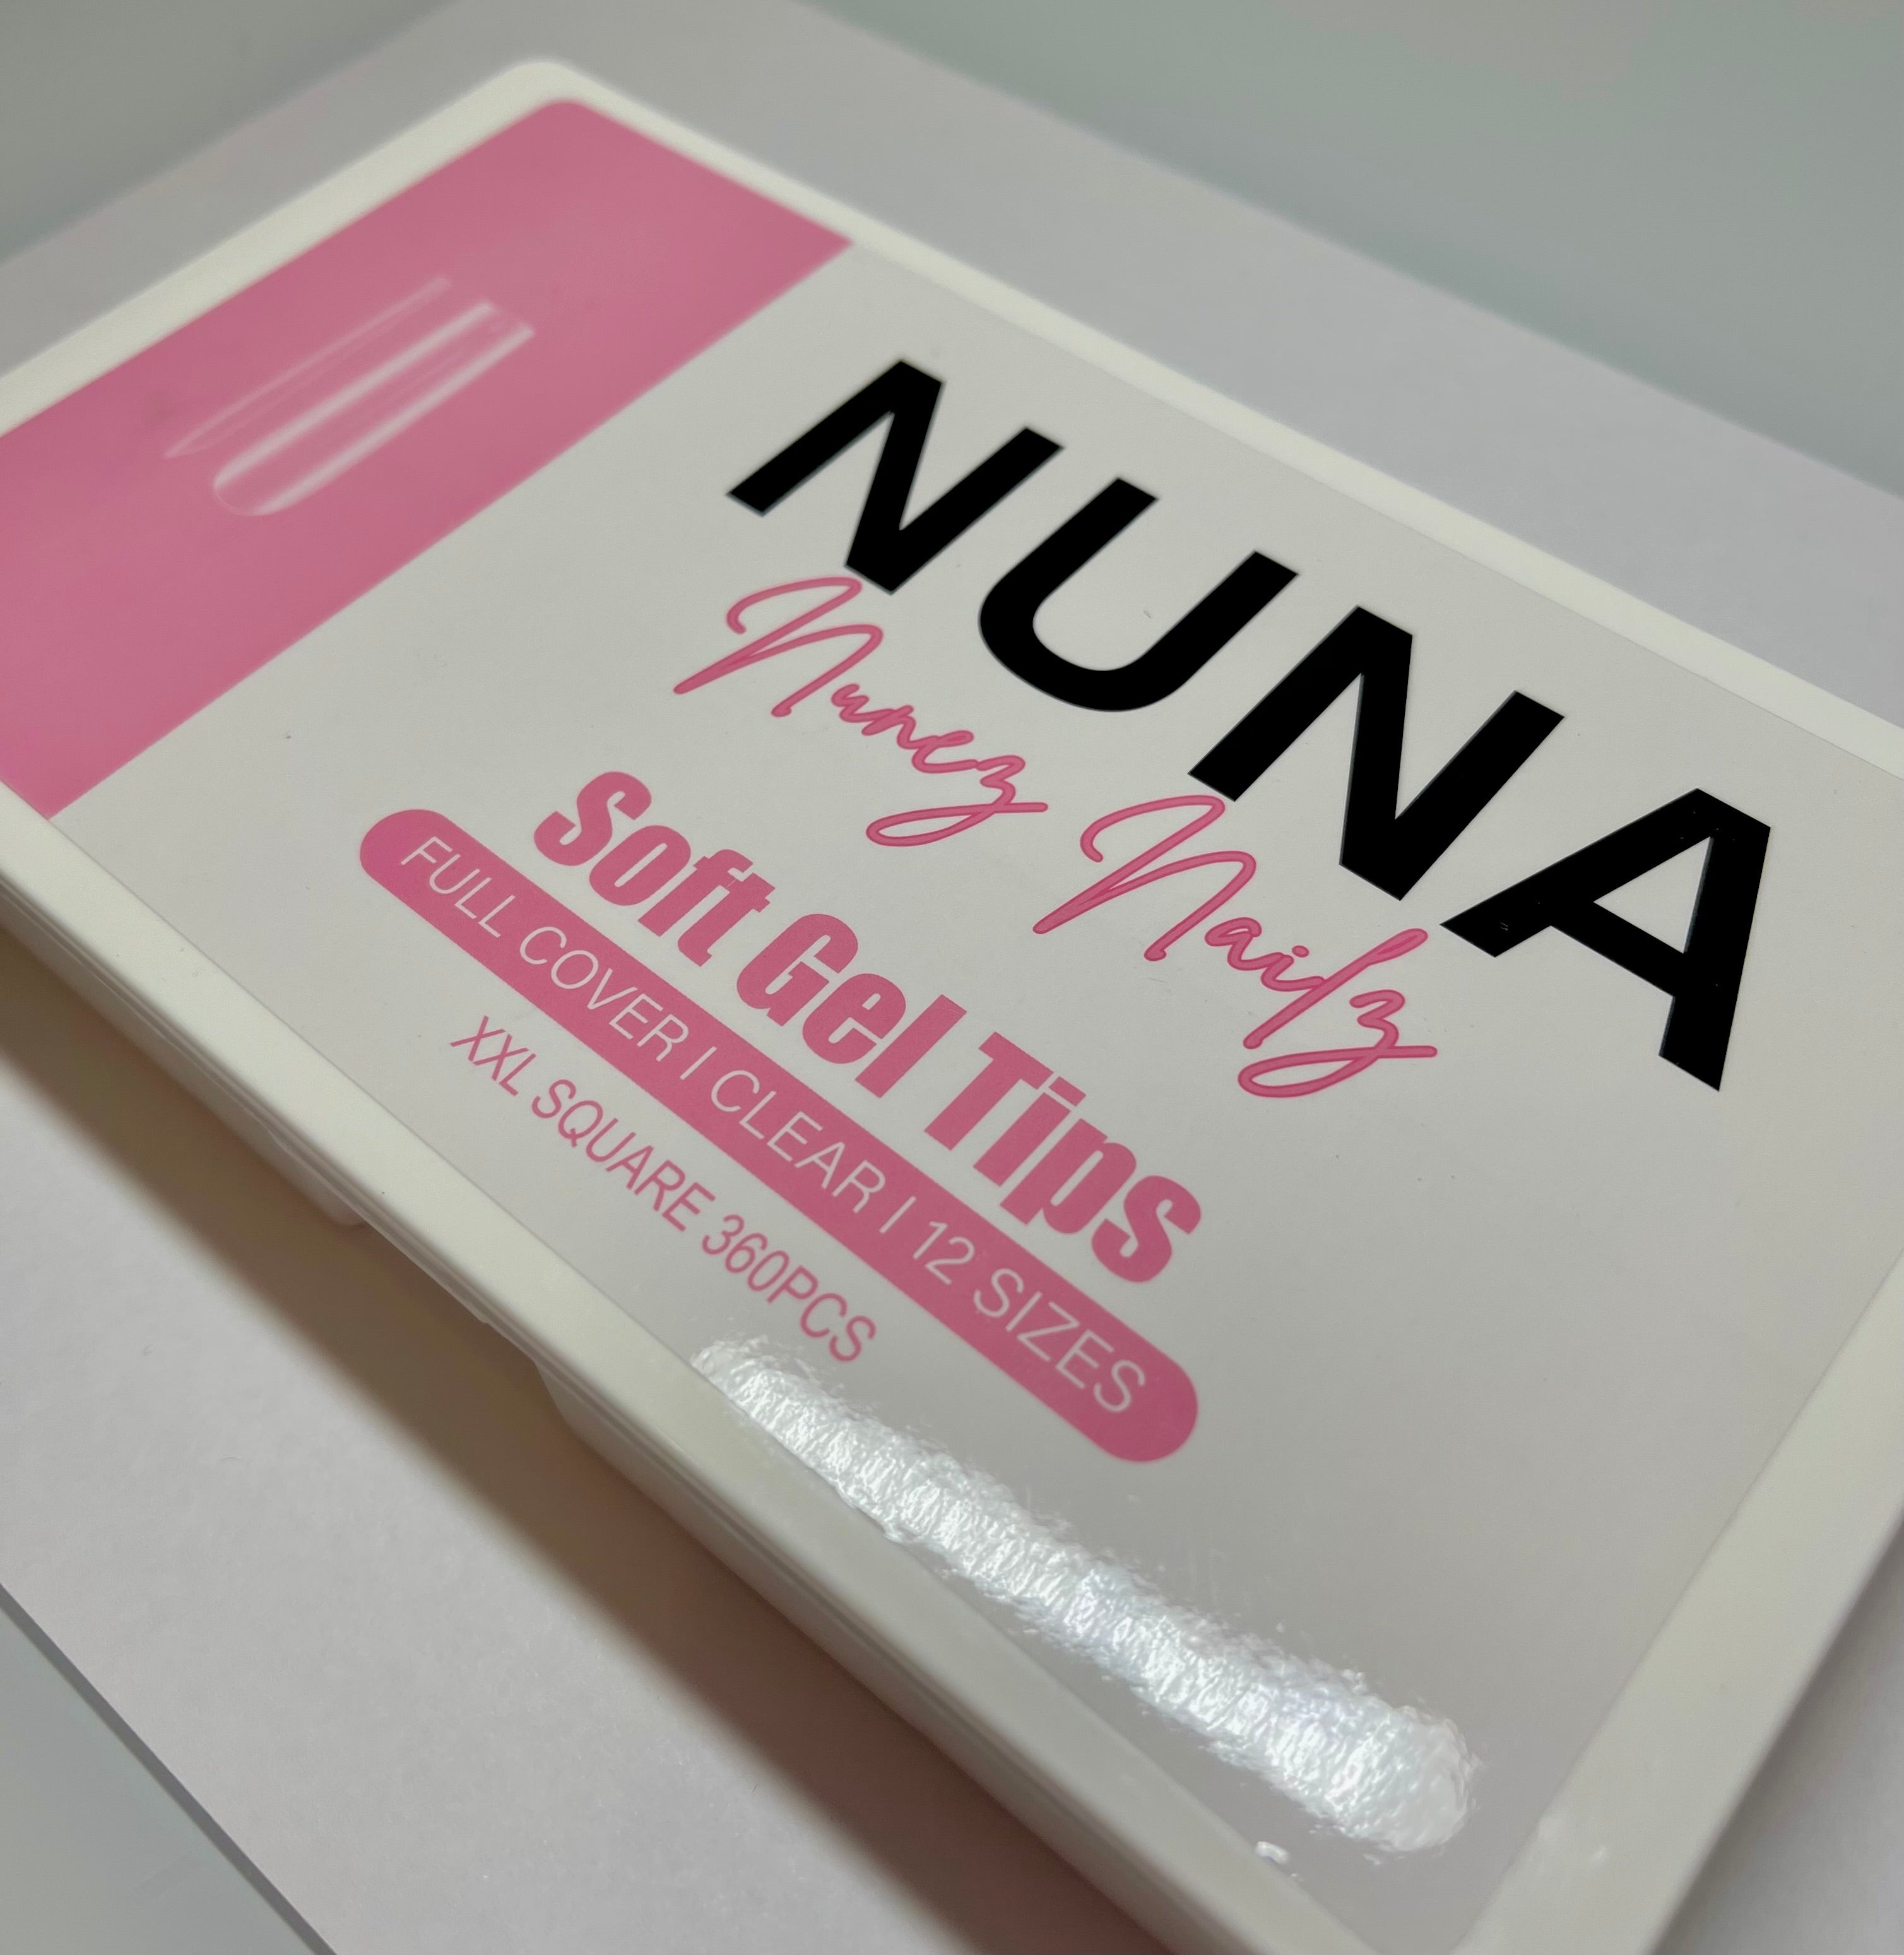 NUNA
Nunez Nailz
Soft Gel Tips
FULL COVER | CLEAR | 12 SIZES
XXL SQUARE 360PCS